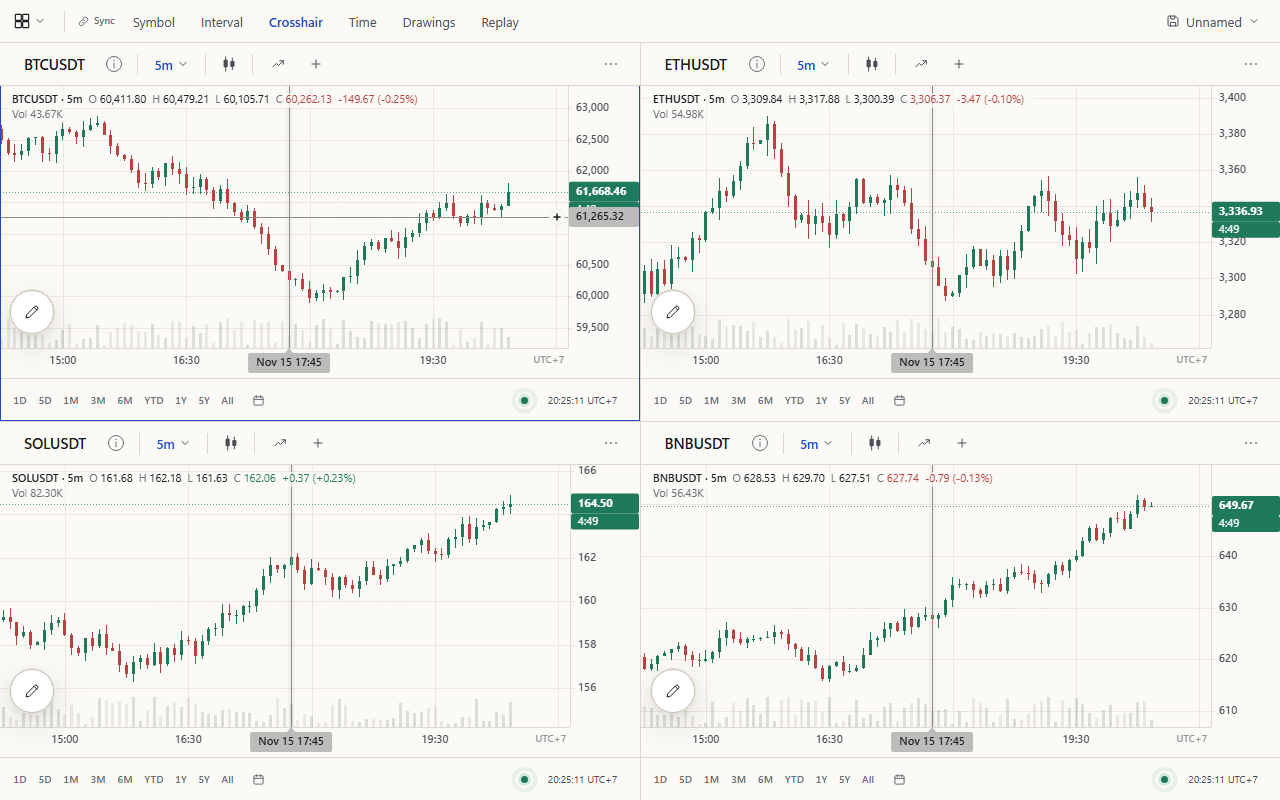 Sync Symbol Interval Crosshair Time Drawings Replay Unnamed
BTCUSDT 5m
BTCUSDT · 5m O 60,411.80 H 60,479.21 L 60,105.71 C 60,262.13 -149.67 (-0.25%)
Vol 43.67K
63,000
62,500
62,000
61,668.46
61,265.32
60,500
60,000
59,500
15:00 16:30 Nov 15 17:45 19:30 UTC+7
1D 5D 1M 3M 6M YTD 1Y 5Y All 20:25:11 UTC+7
ETHUSDT 5m
ETHUSDT · 5m O 3,309.84 H 3,317.88 L 3,300.39 C 3,306.37 -3.47 (-0.10%)
Vol 54.98K
3,400
3,380
3,360
3,336.93
4:49
3,320
3,300
3,280
15:00 16:30 Nov 15 17:45 19:30 UTC+7
1D 5D 1M 3M 6M YTD 1Y 5Y All 20:25:11 UTC+7
SOLUSDT 5m
SOLUSDT · 5m O 161.68 H 162.18 L 161.63 C 162.06 +0.37 (+0.23%)
Vol 82.30K
166
164.50
4:49
162
160
158
156
15:00 16:30 Nov 15 17:45 19:30 UTC+7
1D 5D 1M 3M 6M YTD 1Y 5Y All 20:25:11 UTC+7
BNBUSDT 5m
BNBUSDT · 5m O 628.53 H 629.70 L 627.51 C 627.74 -0.79 (-0.13%)
Vol 56.43K
649.67
4:49
640
630
620
610
15:00 16:30 Nov 15 17:45 19:30 UTC+7
1D 5D 1M 3M 6M YTD 1Y 5Y All 20:25:11 UTC+7